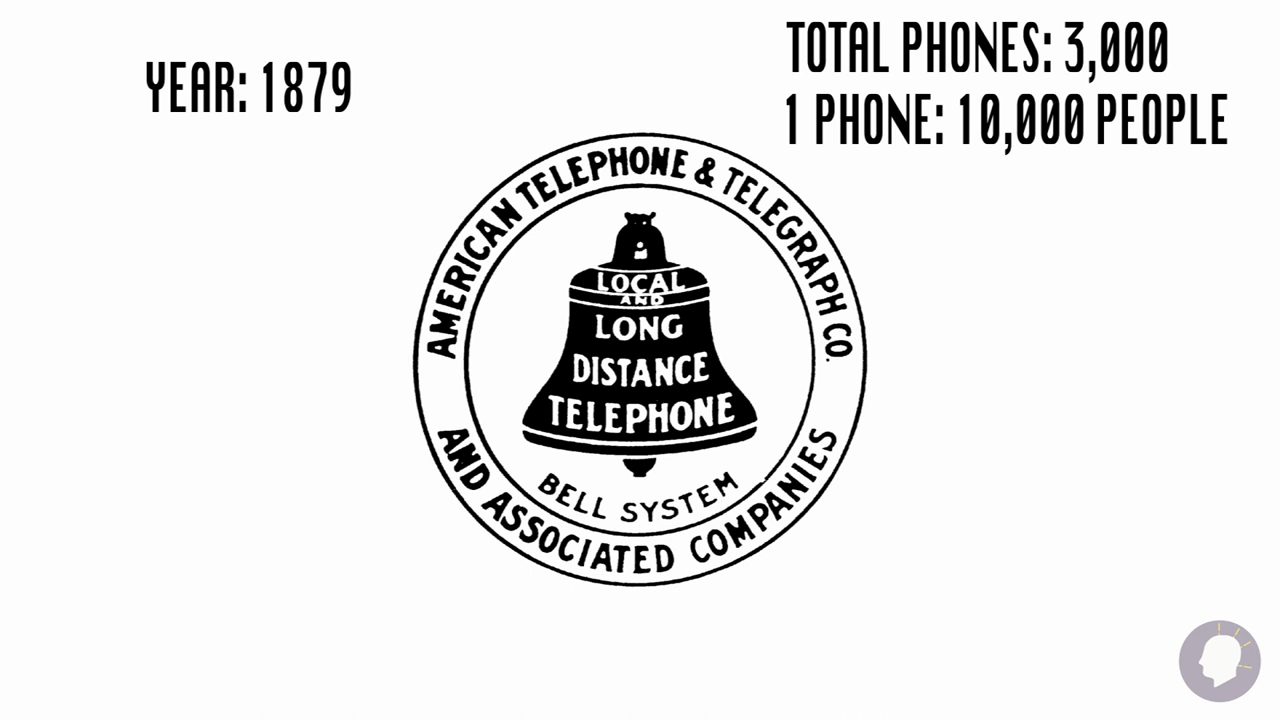 YEAR: 1879
TOTAL PHONES: 3,000
1 PHONE: 10,000 PEOPLE
AMERICAN TELEPHONE & TELEGRAPH CO.
LOCAL
AND
LONG
DISTANCE
TELEPHONE
BELL SYSTEM
AND ASSOCIATED COMPANIES